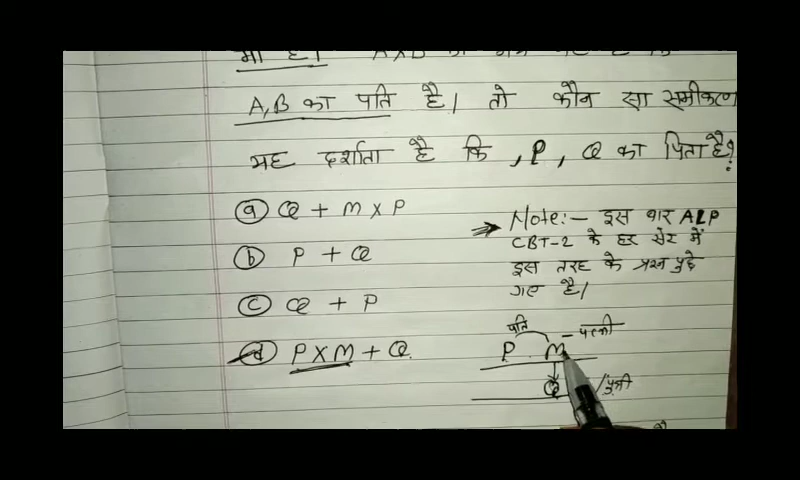 माँ है।
A,B का पति है। तो कौन सा समीकरण
यह दर्शाता है कि ,P, Q का पिता है?
(a) Q + M × P
(b) P + Q
(c) Q + P
(d) P × M + Q.
⇒ Note:- इस बार ALP
CBT-2 के हर सेट में
इस तरह के प्रश्न पुछे
गए है।
पति
पत्नी
P M
Q /पुत्री